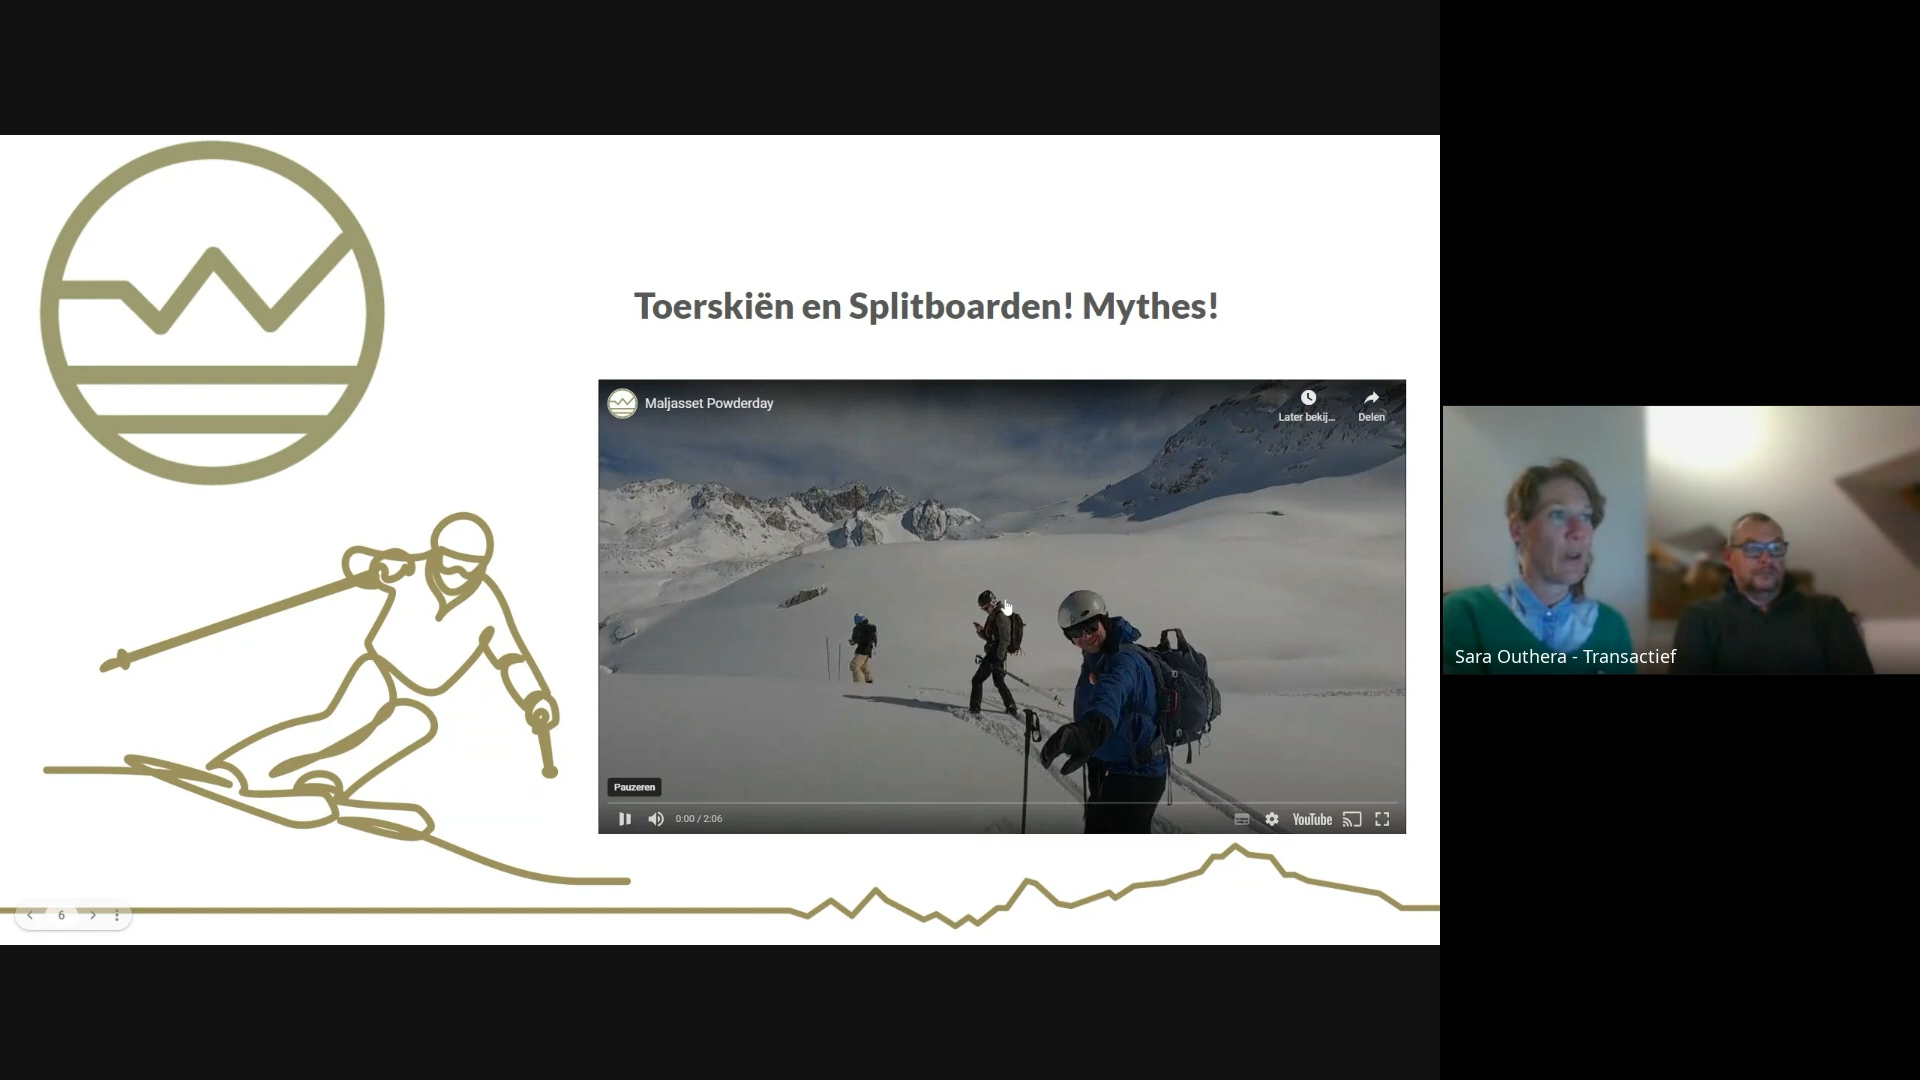 Toerskiën en Splitboarden! Mythes!
Maljasset Powderday
Later bekij...
Delen
Pauzeren
0:00 / 2:06
YouTube
6
Sara Outhera - Transactief